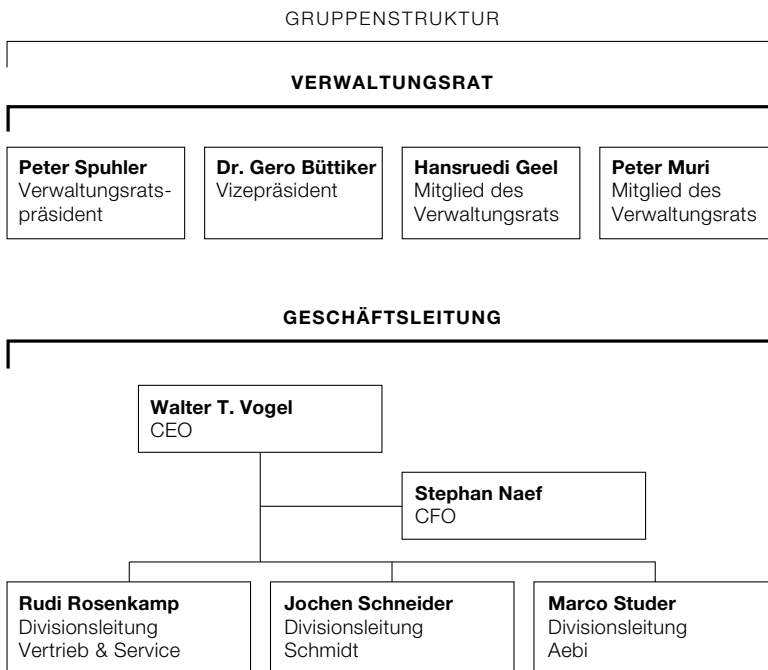 GRUPPENSTRUKTUR
VERWALTUNGSRAT
Peter Spuhler
Verwaltungsrats-
präsident
Dr. Gero Büttiker
Vizepräsident
Hansruedi Geel
Mitglied des
Verwaltungsrats
Peter Muri
Mitglied des
Verwaltungsrats
GESCHÄFTSLEITUNG
Walter T. Vogel
CEO
Stephan Naef
CFO
Rudi Rosenkamp
Divisionsleitung
Vertrieb & Service
Jochen Schneider
Divisionsleitung
Schmidt
Marco Studer
Divisionsleitung
Aebi